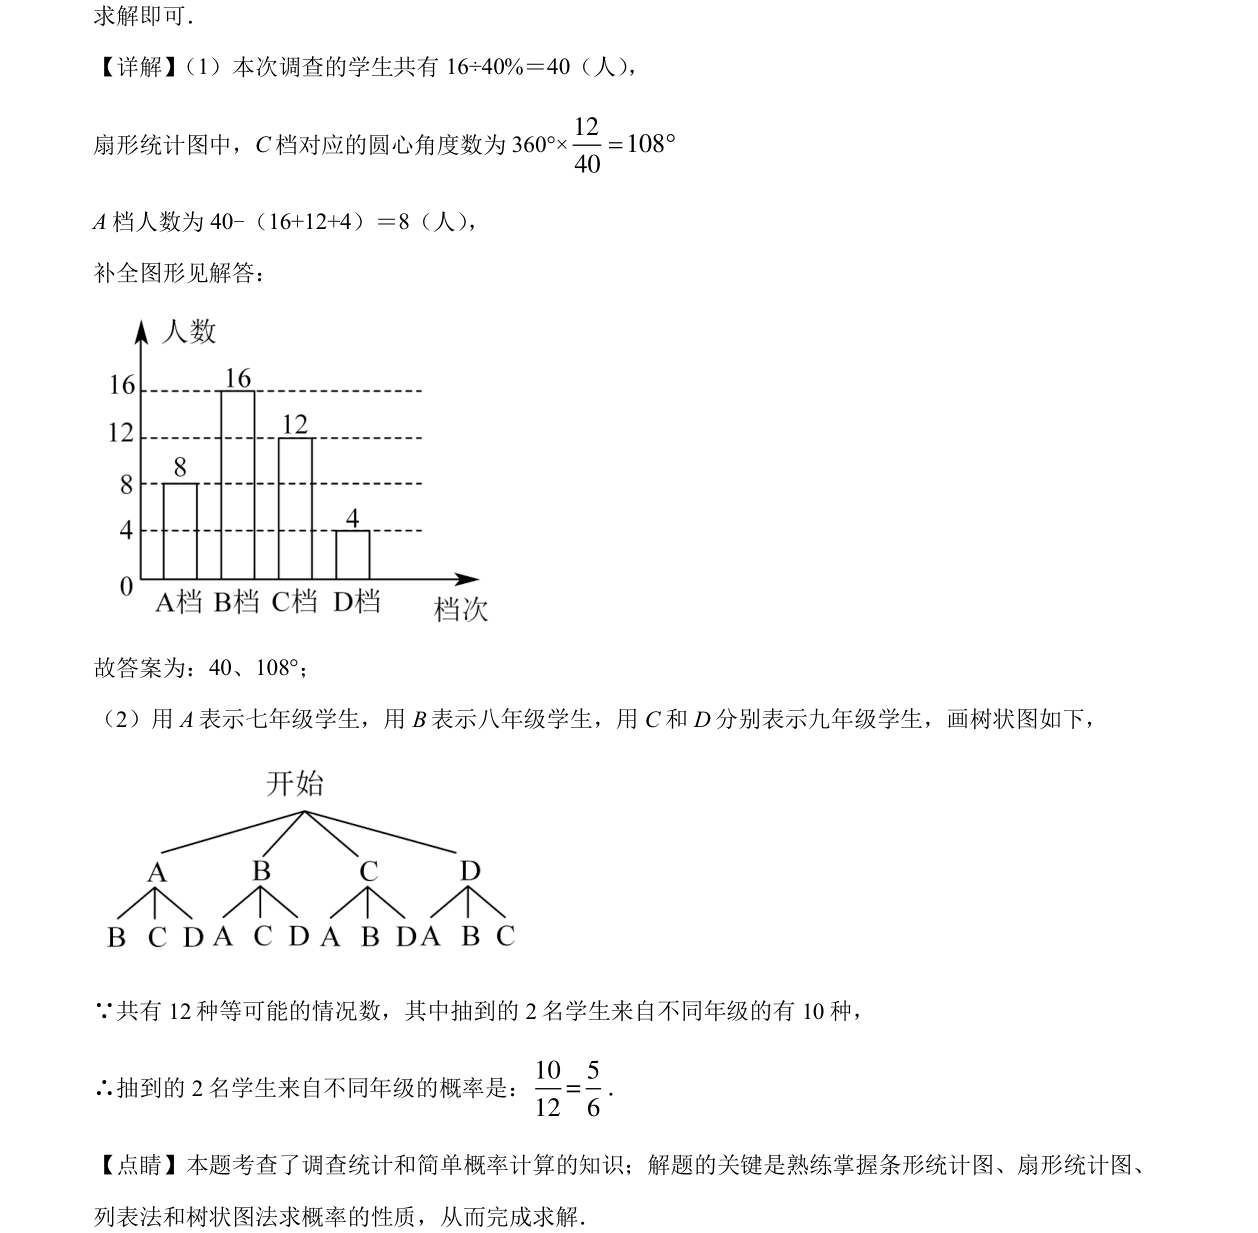 求解即可．
【详解】（1）本次调查的学生共有 16÷40%＝40（人），
扇形统计图中，C 档对应的圆心角度数为 360°× 12/40 ＝108°
A 档人数为 40−（16+12+4）＝8（人），
补全图形见解答：
人数
16
16
12
12
8
8
4
4
0
A档 B档 C档 D档
档次
故答案为：40、108°；
（2）用 A 表示七年级学生，用 B 表示八年级学生，用 C 和 D 分别表示九年级学生，画树状图如下，
开始
A B C D
B C D A C D A B D A B C
∵共有 12 种等可能的情况数，其中抽到的 2 名学生来自不同年级的有 10 种，
∴抽到的 2 名学生来自不同年级的概率是：10/12=5/6．
【点睛】本题考查了调查统计和简单概率计算的知识；解题的关键是熟练掌握条形统计图、扇形统计图、
列表法和树状图法求概率的性质，从而完成求解．